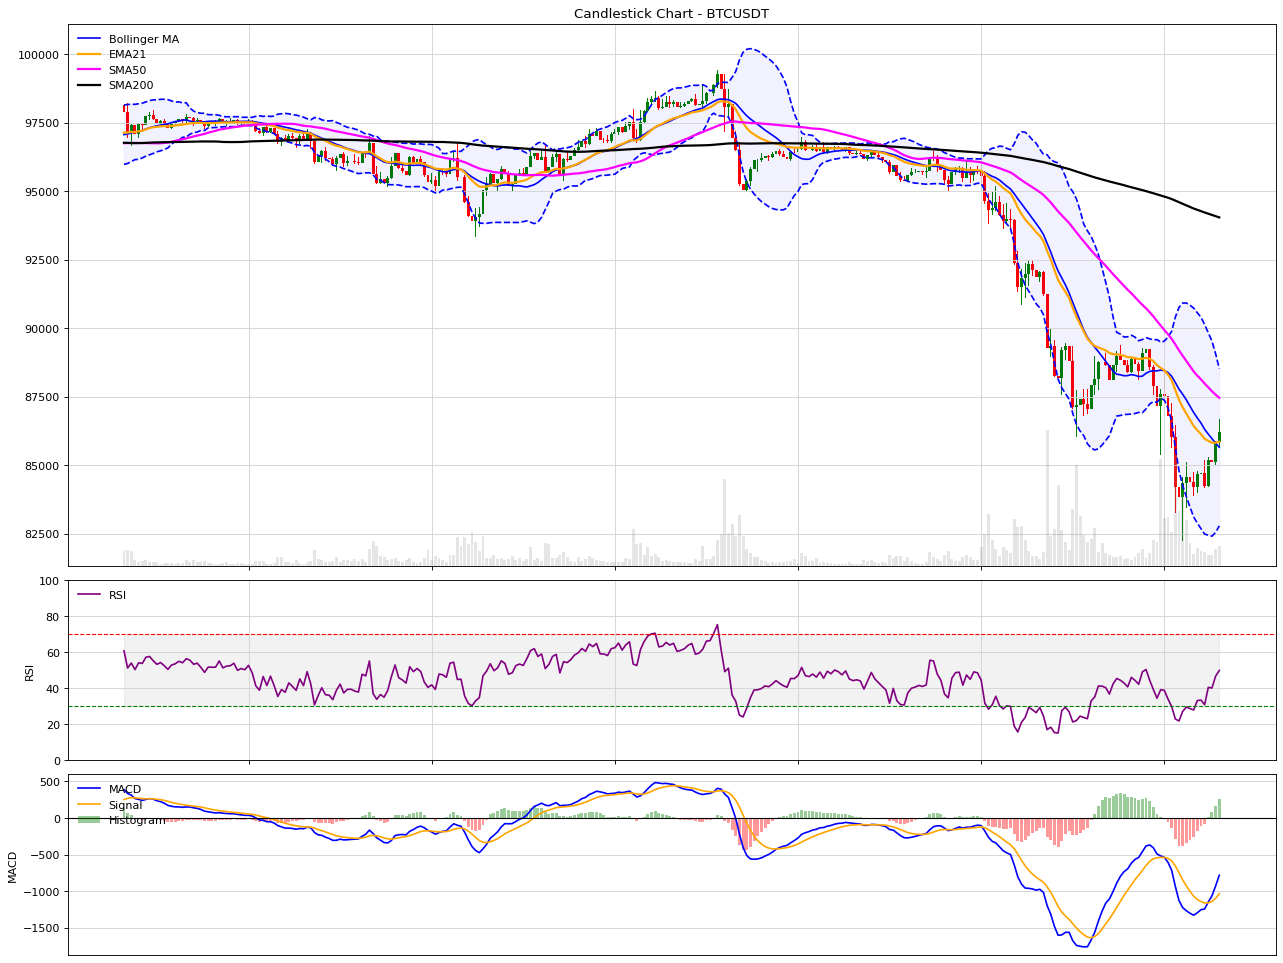 Candlestick Chart - BTCUSDT
Bollinger MA
EMA21
SMA50
SMA200
100000
97500
95000
92500
90000
87500
85000
82500
100
80
60
40
20
0
RSI
RSI
500
0
−500
−1000
−1500
MACD
MACD
Signal
Histogram